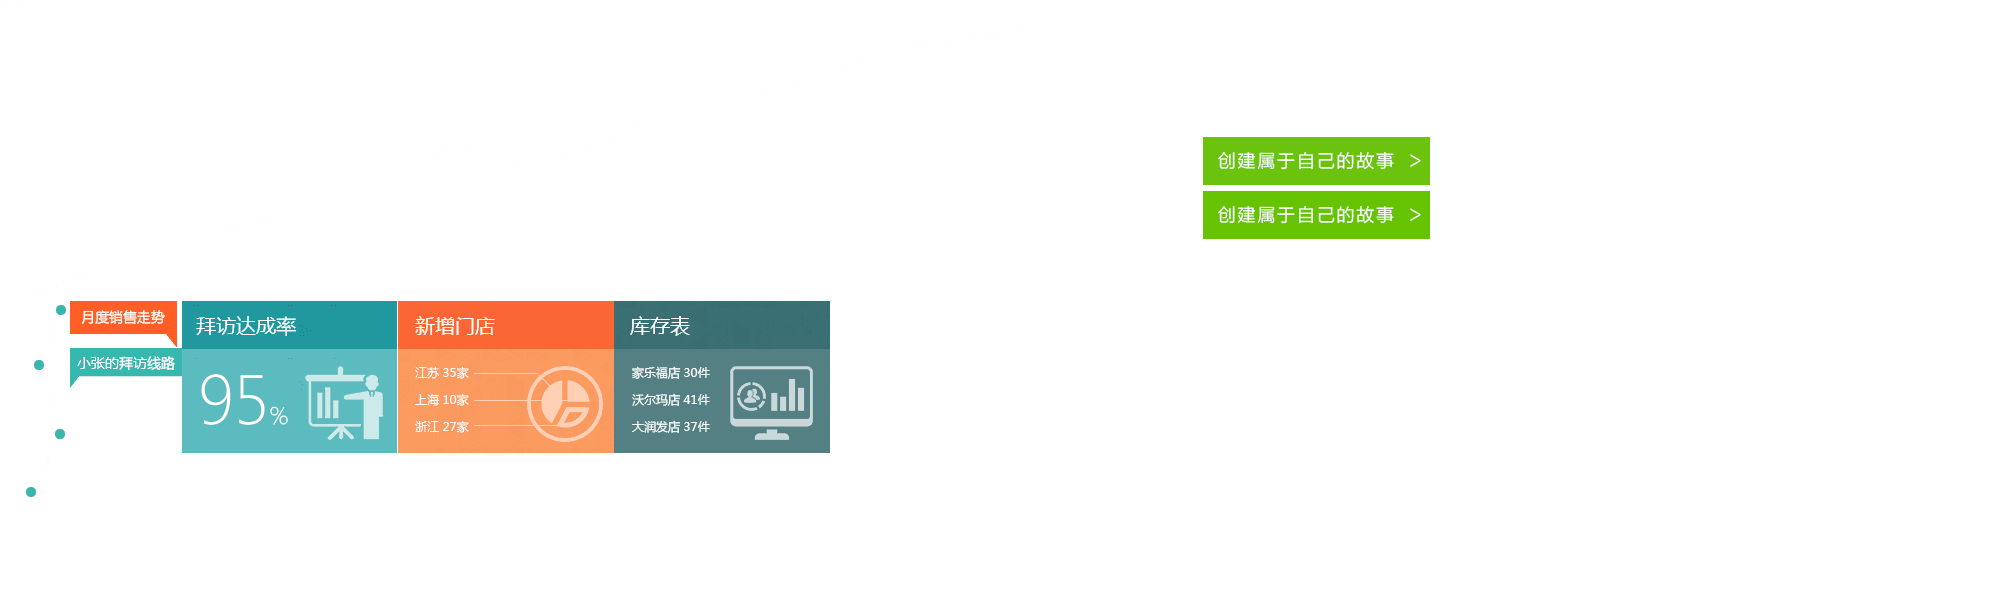 创建属于自己的故事 >
创建属于自己的故事 >
月度销售走势
小张的拜访线路
拜访达成率
95%
新增门店
江苏 35家
上海 10家
浙江 27家
库存表
家乐福店 30件
沃尔玛店 41件
大润发店 37件